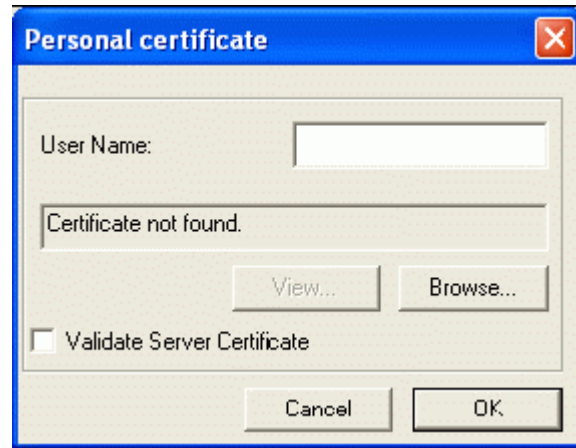 Personal certificate
User Name:
Certificate not found.
View... Browse...
Validate Server Certificate
Cancel OK